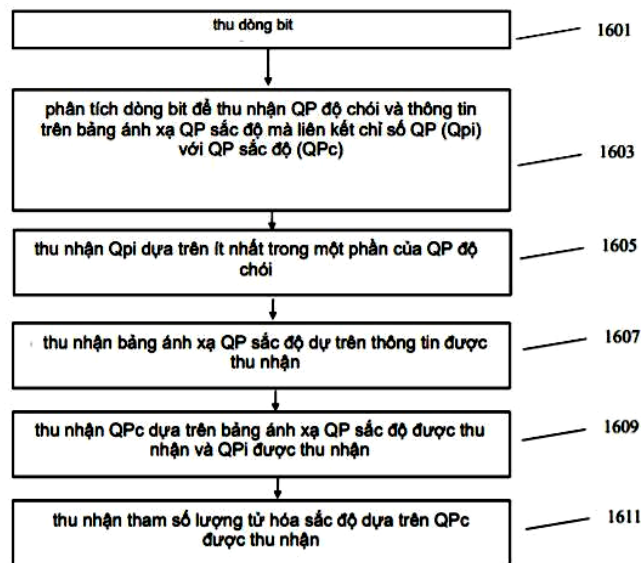 thu dòng bit
1601
phân tích dòng bit để thu nhận QP độ chói và thông tin
trên bảng ánh xạ QP sắc độ mà liên kết chỉ số QP (Qpi)
với QP sắc độ (QPc)
1603
thu nhận Qpi dựa trên ít nhất trong một phần của QP độ
chói
1605
thu nhận bảng ánh xạ QP sắc độ dự trên thông tin được
thu nhận
1607
thu nhận QPc dựa trên bảng ánh xạ QP sắc độ được thu
nhận và QPi được thu nhận
1609
thu nhận tham số lượng tử hóa sắc độ dựa trên QPc
được thu nhận
1611